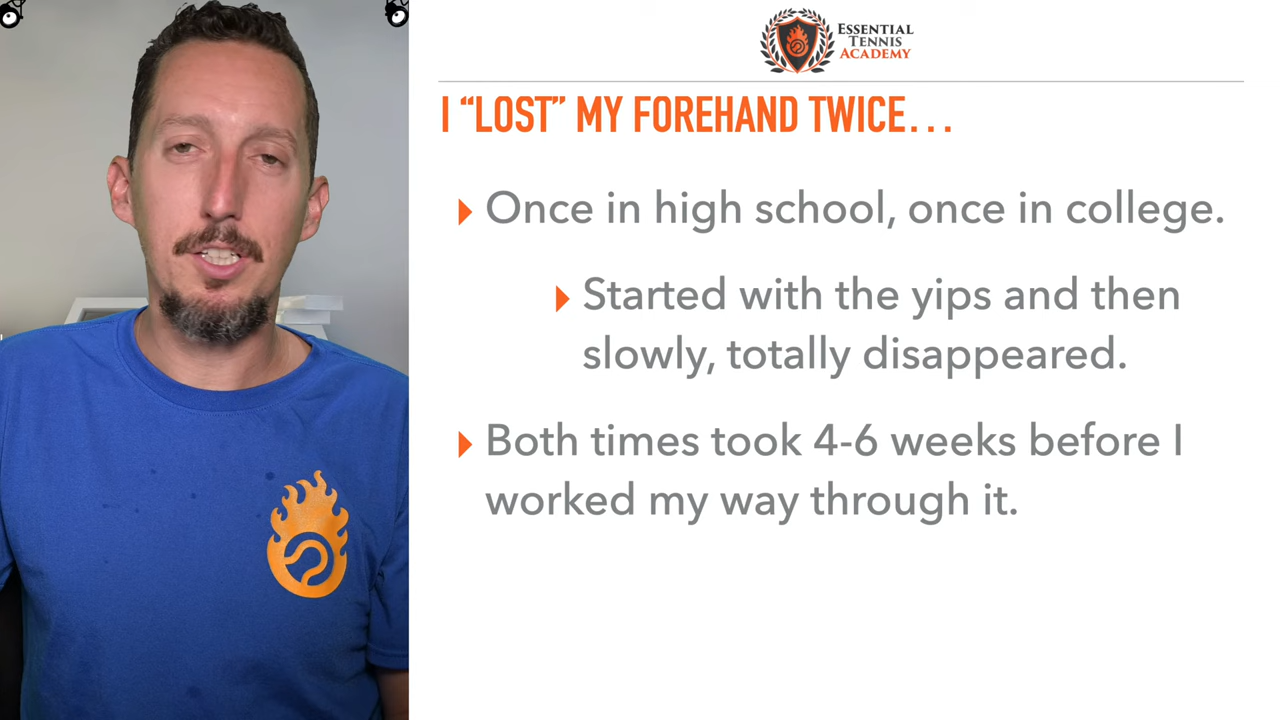 ESSENTIAL
TENNIS
ACADEMY
I “LOST” MY FOREHAND TWICE...
Once in high school, once in college.
Started with the yips and then
slowly, totally disappeared.
Both times took 4-6 weeks before I
worked my way through it.